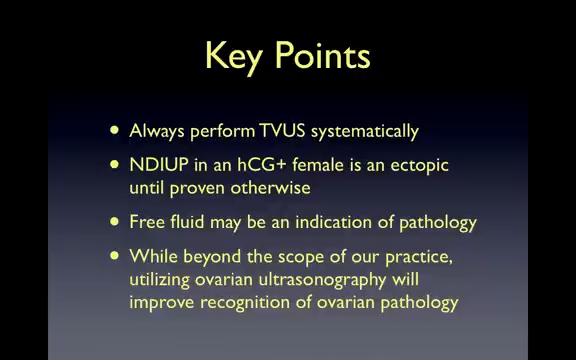 Key Points
• Always perform TVUS systematically
• NDIUP in an hCG+ female is an ectopic
until proven otherwise
• Free fluid may be an indication of pathology
• While beyond the scope of our practice,
utilizing ovarian ultrasonography will
improve recognition of ovarian pathology